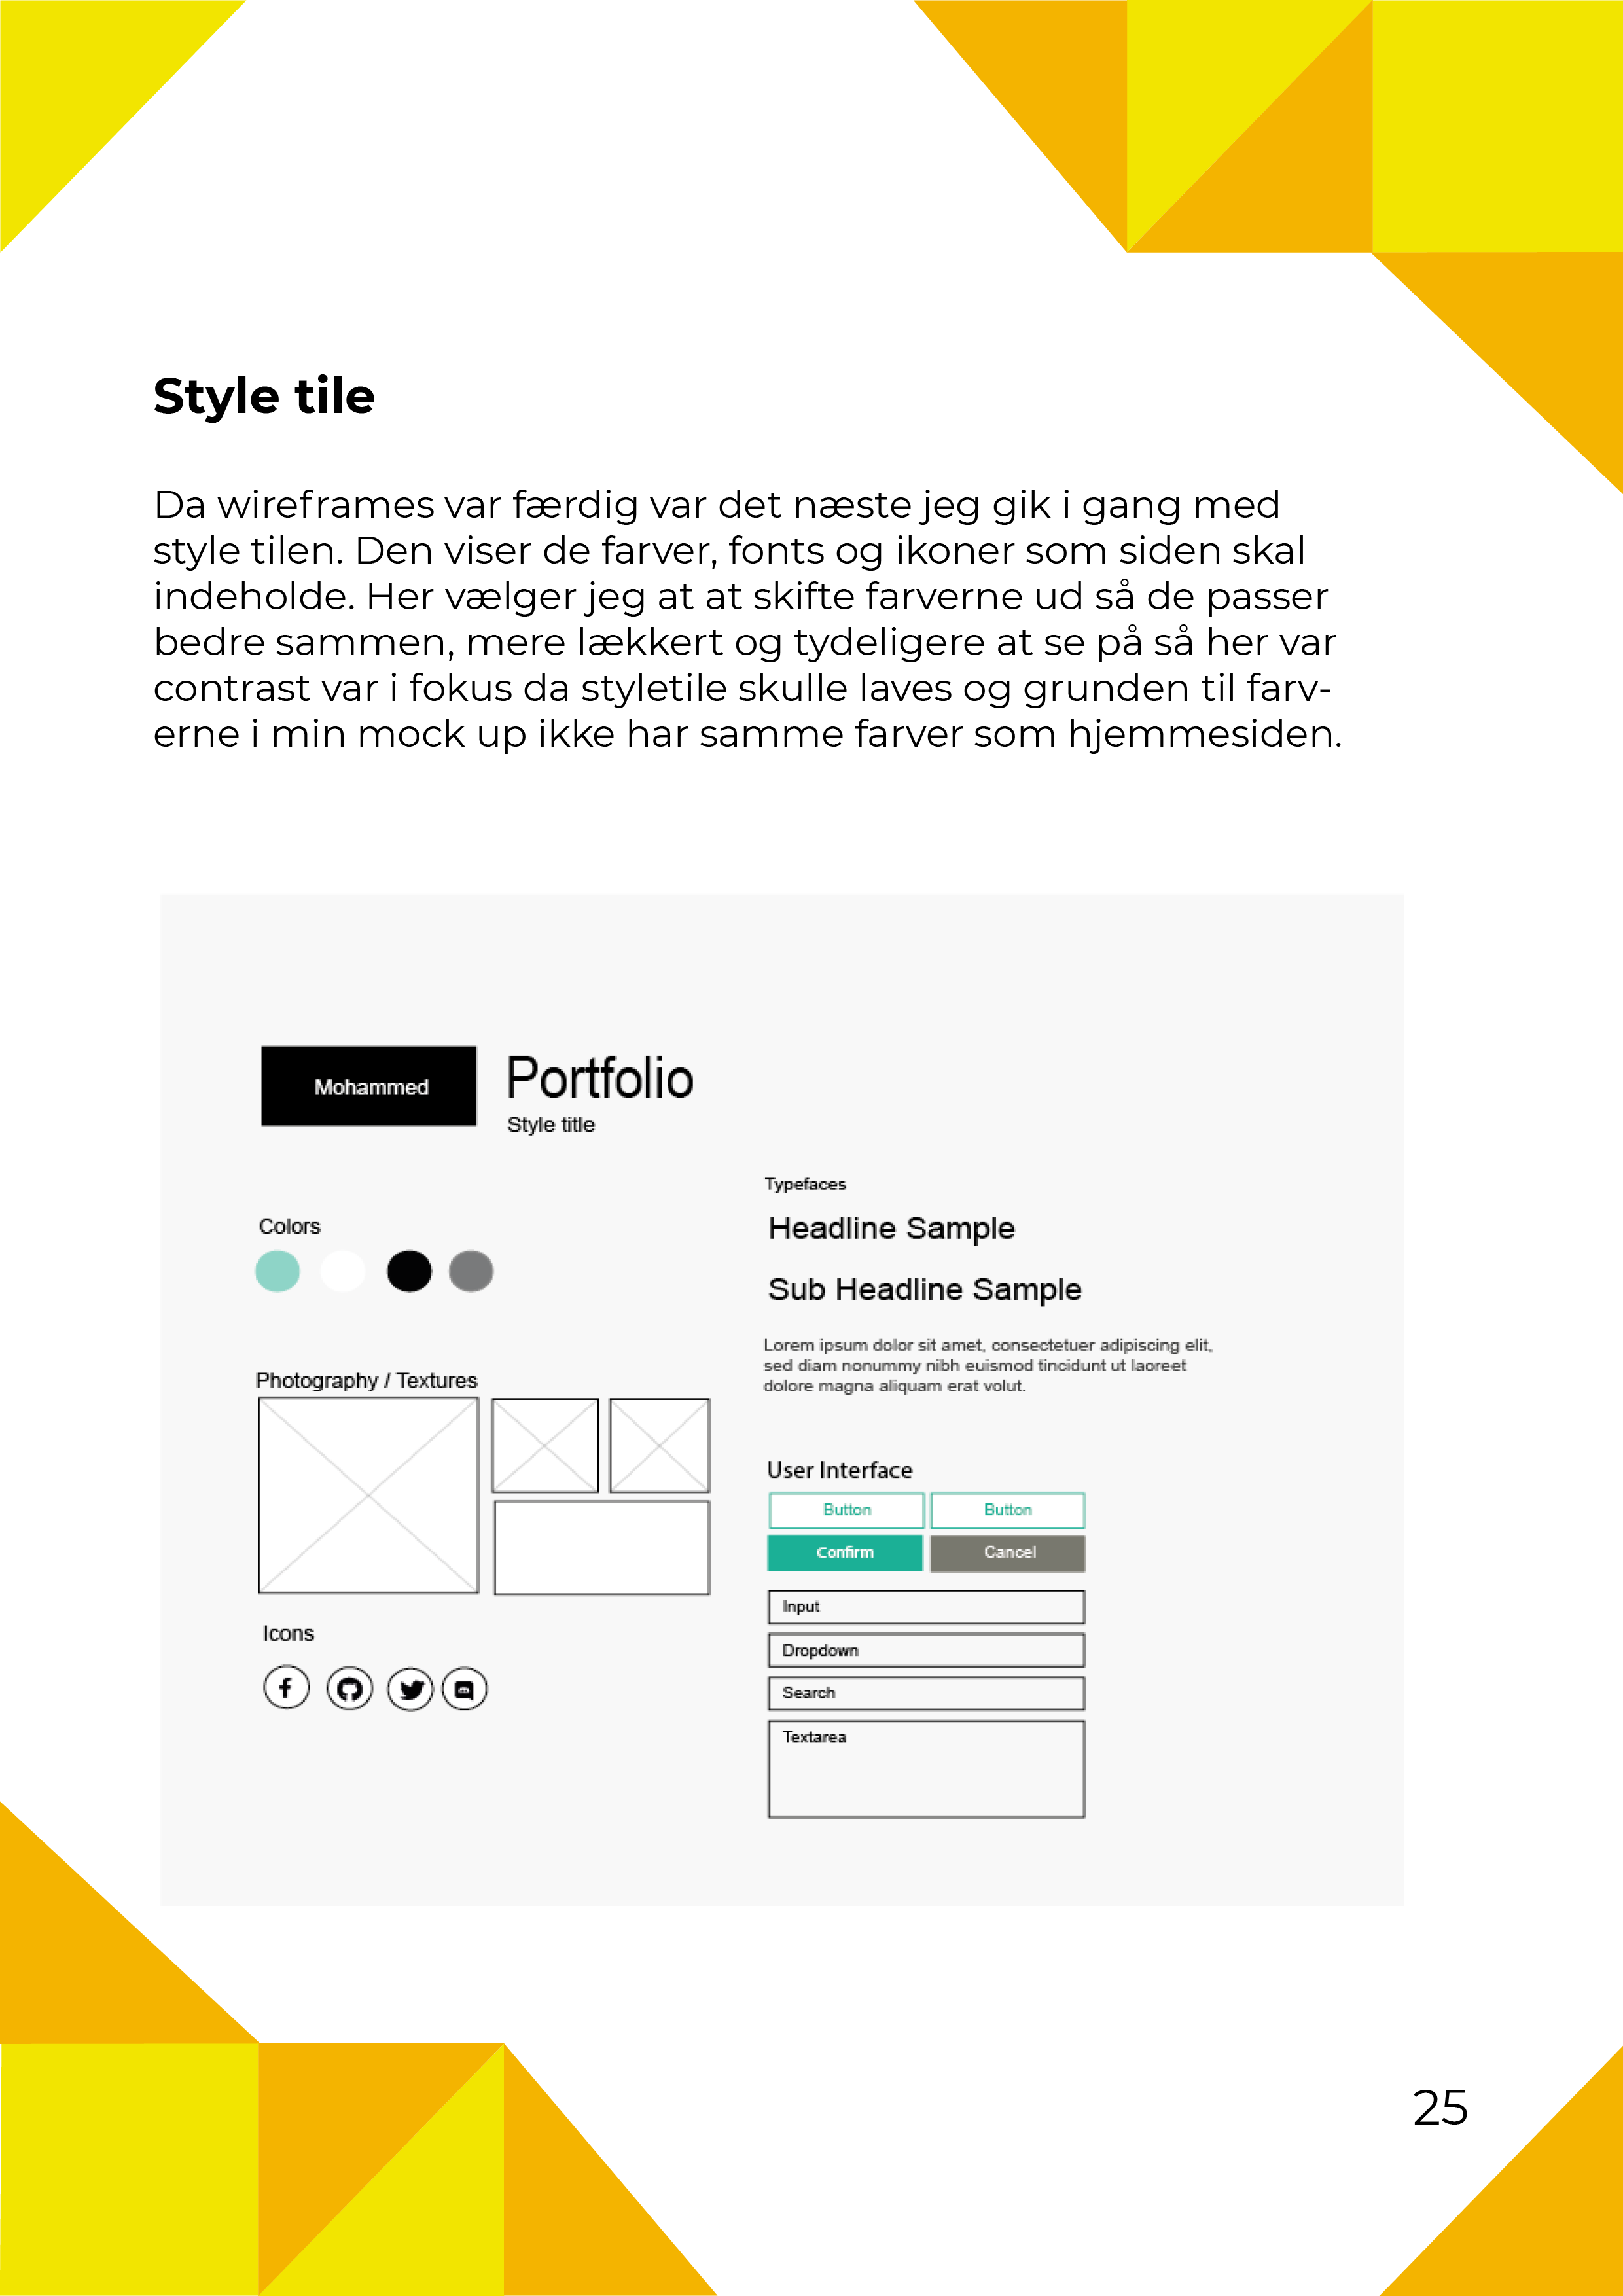 Style tile
Da wireframes var færdig var det næste jeg gik i gang med
style tilen. Den viser de farver, fonts og ikoner som siden skal
indeholde. Her vælger jeg at at skifte farverne ud så de passer
bedre sammen, mere lækkert og tydeligere at se på så her var
contrast var i fokus da styletile skulle laves og grunden til farv-
erne i min mock up ikke har samme farver som hjemmesiden.
Mohammed
Portfolio
Style title
Colors
Photography / Textures
Icons
Typefaces
Headline Sample
Sub Headline Sample
Lorem ipsum dolor sit amet, consectetuer adipiscing elit,
sed diam nonummy nibh euismod tincidunt ut laoreet
dolore magna aliquam erat volut.
User Interface
Button Button
Confirm Cancel
Input
Dropdown
Search
Textarea
25